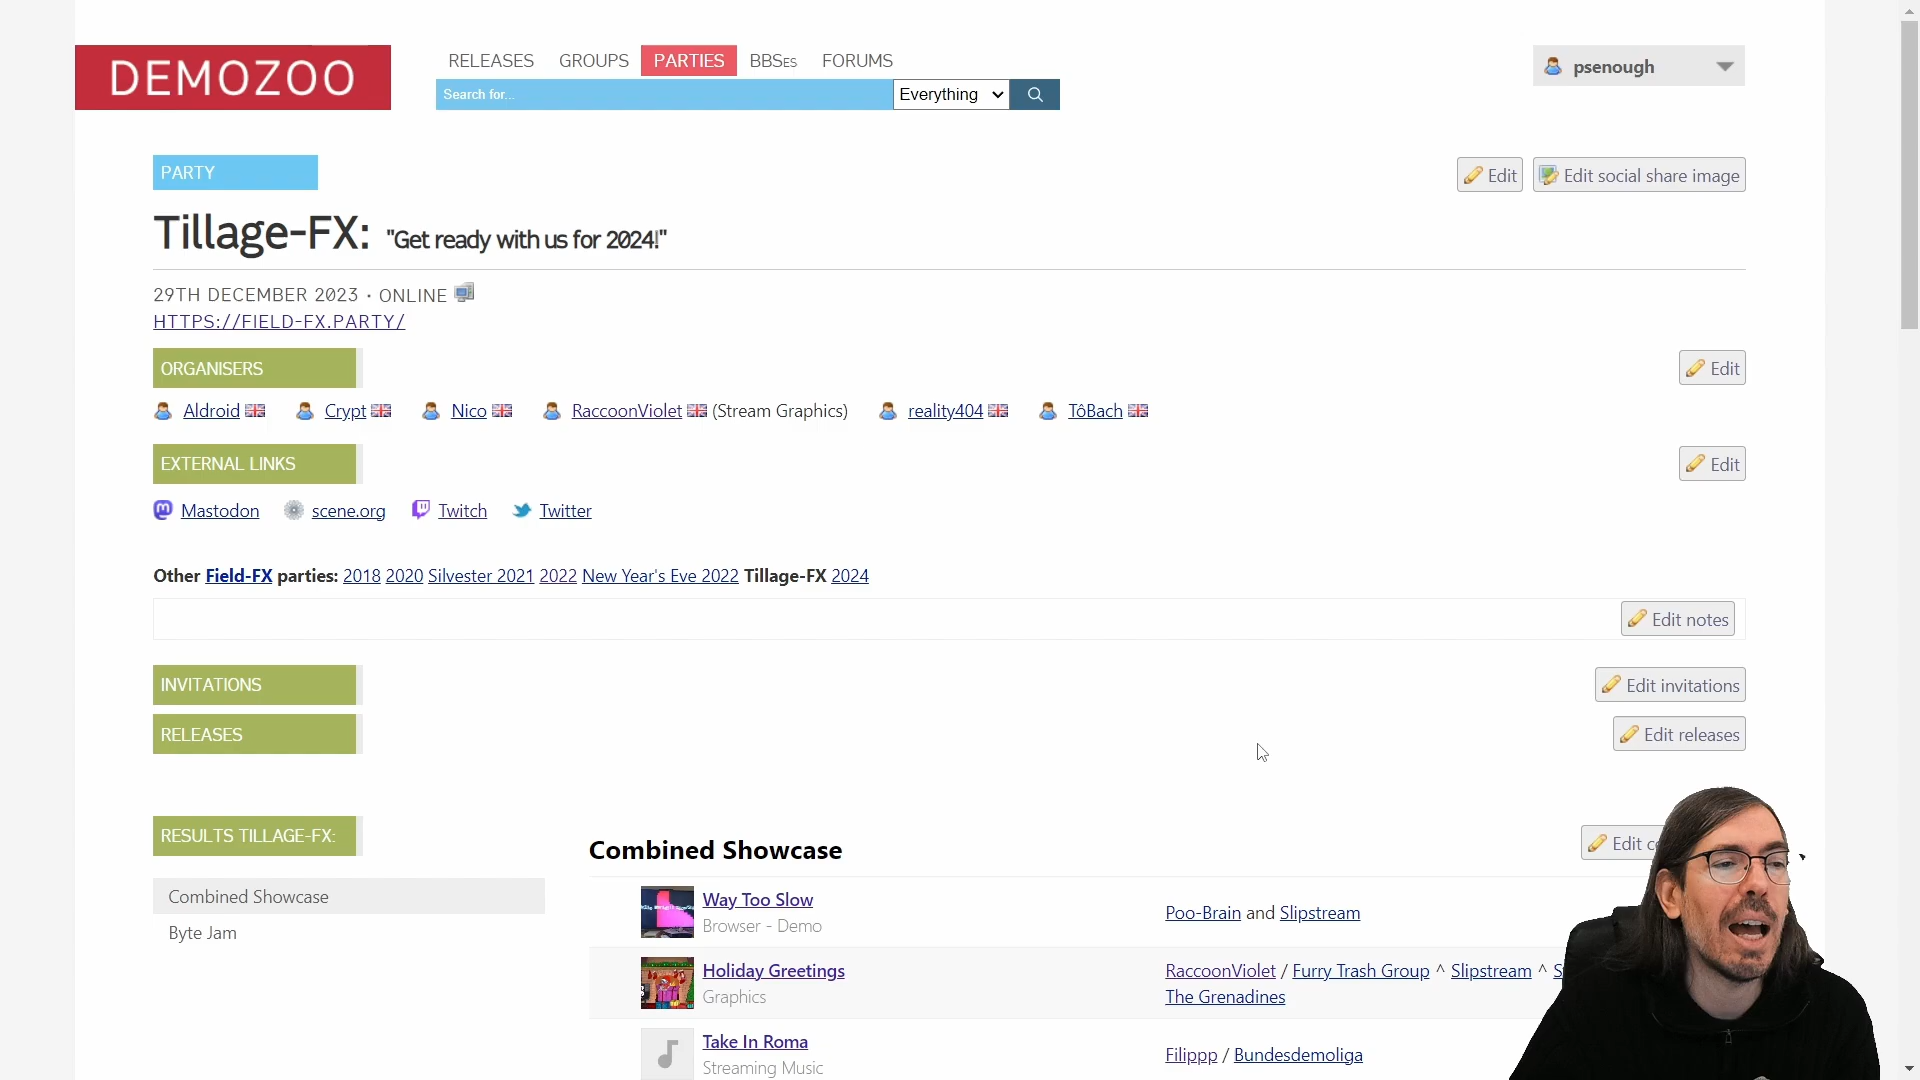 DEMOZOO
RELEASES GROUPS PARTIES BBSES FORUMS
Search for... Everything
psenough
PARTY
Edit Edit social share image
Tillage-FX: "Get ready with us for 2024!"
29TH DECEMBER 2023 · ONLINE
HTTPS://FIELD-FX.PARTY/
ORGANISERS Edit
Aldroid Crypt Nico RaccoonViolet (Stream Graphics) reality404 TôBach
EXTERNAL LINKS Edit
Mastodon scene.org Twitch Twitter
Other Field-FX parties: 2018 2020 Silvester 2021 2022 New Year's Eve 2022 Tillage-FX 2024
Edit notes
INVITATIONS Edit invitations
RELEASES Edit releases
RESULTS TILLAGE-FX:
Combined Showcase Edit
Combined Showcase
Byte Jam
Way Too Slow
Browser - Demo
Poo-Brain and Slipstream
Holiday Greetings
Graphics
RaccoonViolet / Furry Trash Group ^ Slipstream ^
The Grenadines
Take In Roma
Streaming Music
Filippp / Bundesdemoliga